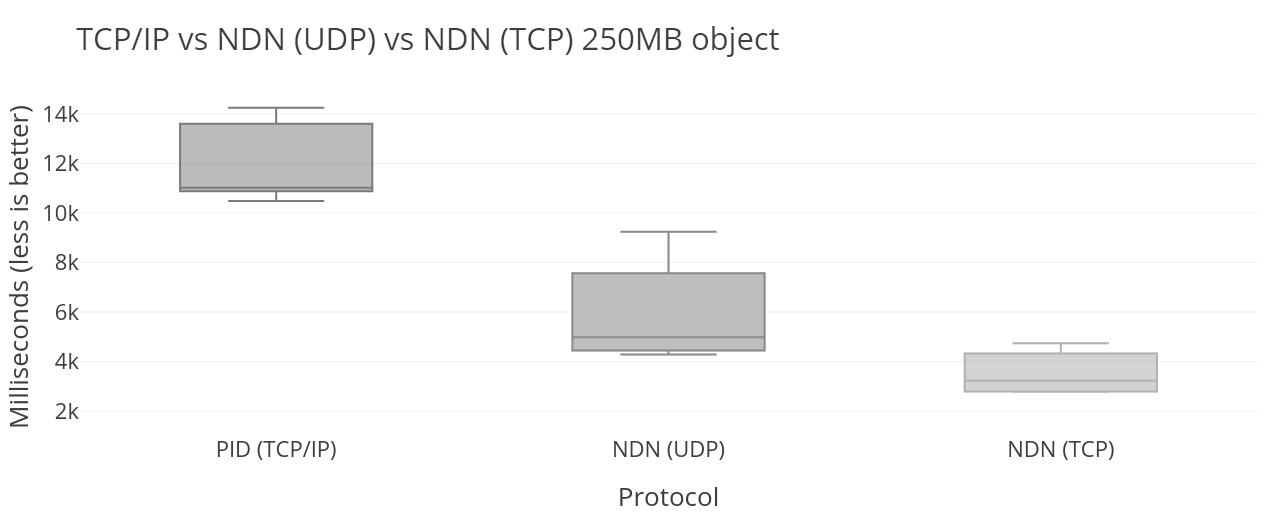 TCP/IP vs NDN (UDP) vs NDN (TCP) 250MB object
Milliseconds (less is better)
14k
12k
10k
8k
6k
4k
2k
PID (TCP/IP)
NDN (UDP)
NDN (TCP)
Protocol